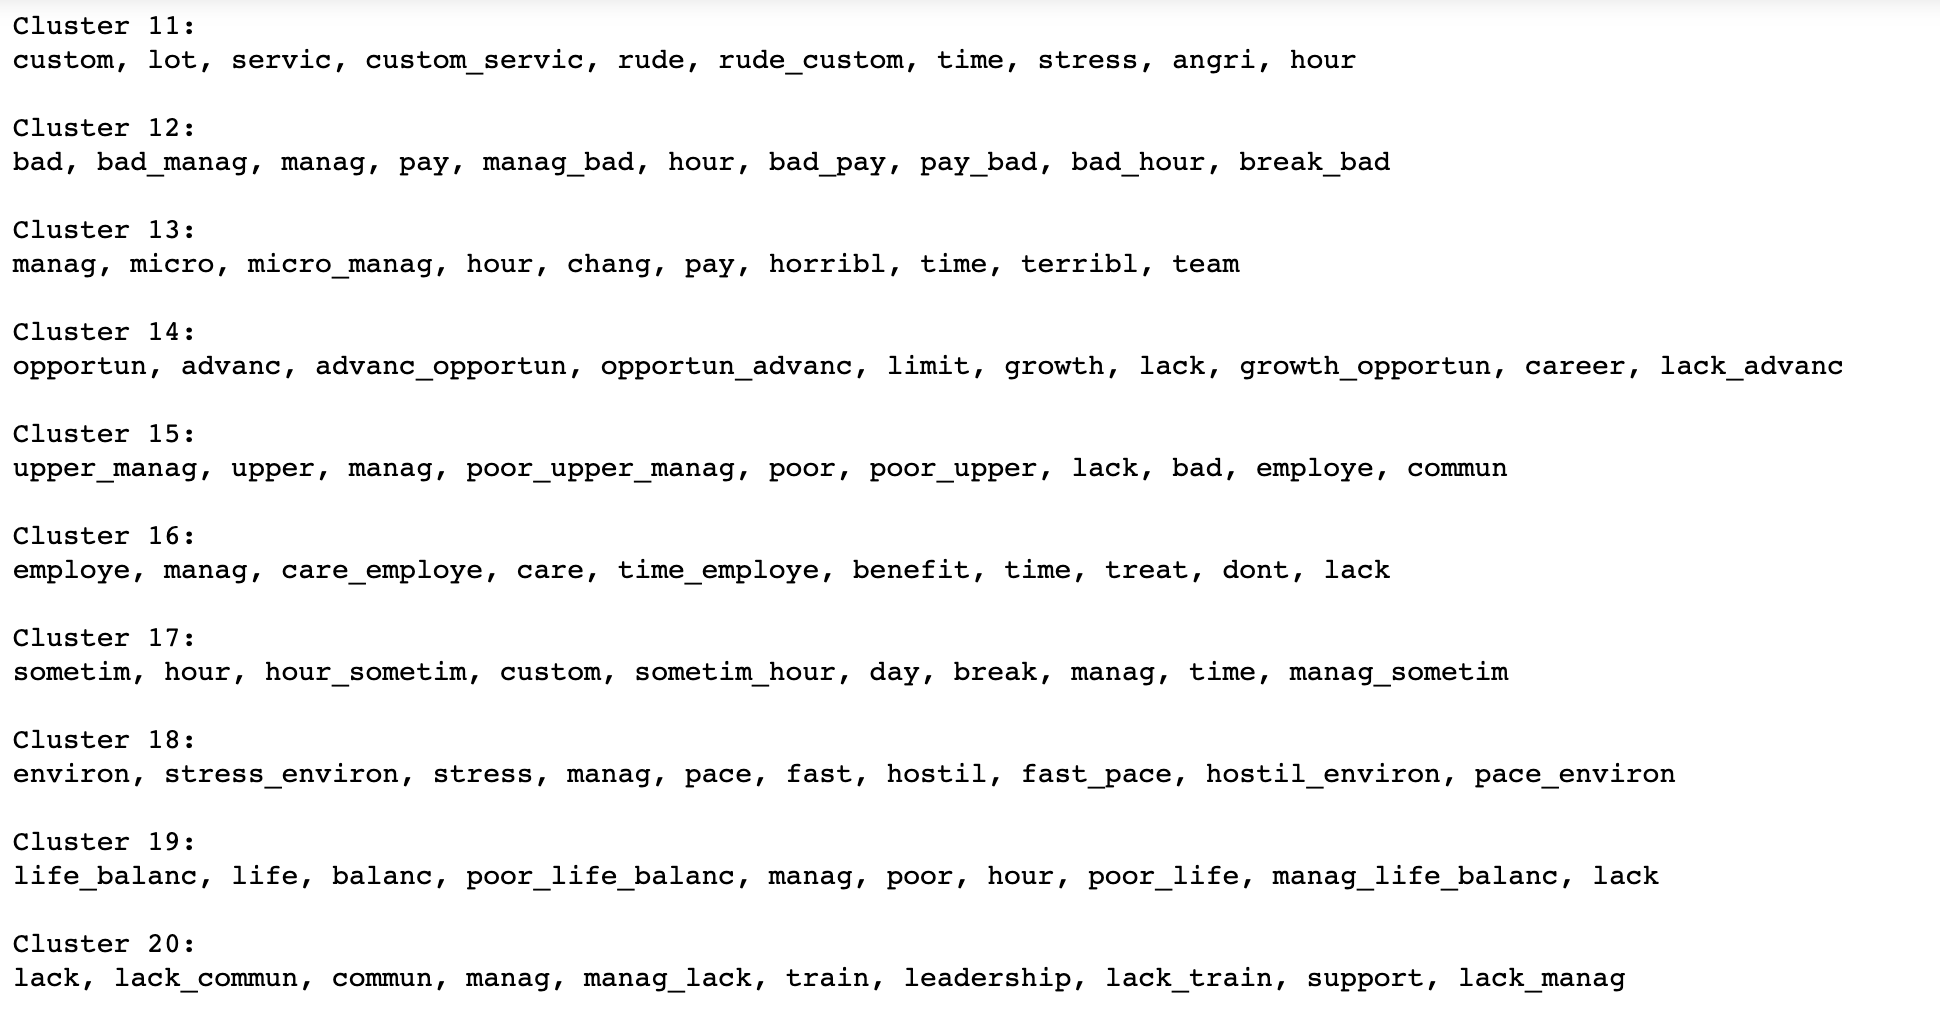 Cluster 11:
custom, lot, servic, custom_servic, rude, rude_custom, time, stress, angri, hour
Cluster 12:
bad, bad_manag, manag, pay, manag_bad, hour, bad_pay, pay_bad, bad_hour, break_bad
Cluster 13:
manag, micro, micro_manag, hour, chang, pay, horribl, time, terribl, team
Cluster 14:
opportun, advanc, advanc_opportun, opportun_advanc, limit, growth, lack, growth_opportun, career, lack_advanc
Cluster 15:
upper_manag, upper, manag, poor_upper_manag, poor, poor_upper, lack, bad, employe, commun
Cluster 16:
employe, manag, care_employe, care, time_employe, benefit, time, treat, dont, lack
Cluster 17:
sometim, hour, hour_sometim, custom, sometim_hour, day, break, manag, time, manag_sometim
Cluster 18:
environ, stress_environ, stress, manag, pace, fast, hostil, fast_pace, hostil_environ, pace_environ
Cluster 19:
life_balanc, life, balanc, poor_life_balanc, manag, poor, hour, poor_life, manag_life_balanc, lack
Cluster 20:
lack, lack_commun, commun, manag, manag_lack, train, leadership, lack_train, support, lack_manag